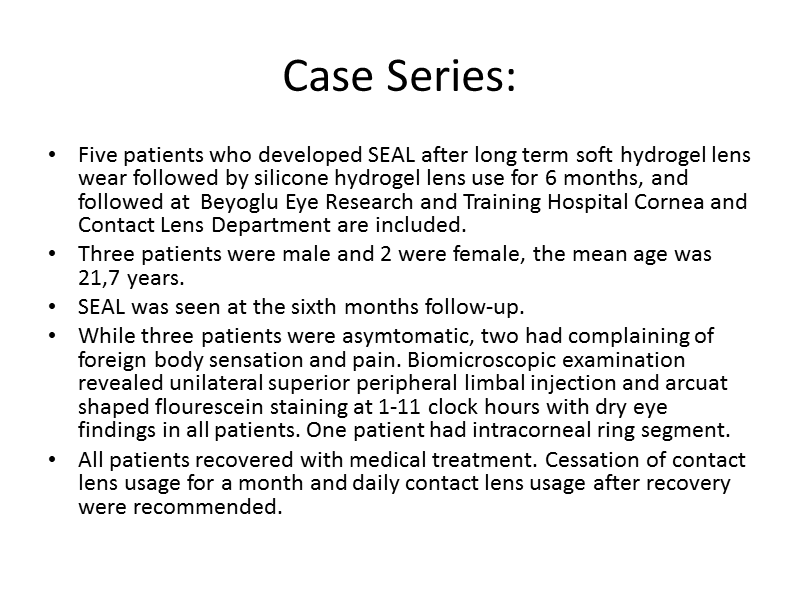 Case Series:
• Five patients who developed SEAL after long term soft hydrogel lens
wear followed by silicone hydrogel lens use for 6 months, and
followed at Beyoglu Eye Research and Training Hospital Cornea and
Contact Lens Department are included.
• Three patients were male and 2 were female, the mean age was
21,7 years.
• SEAL was seen at the sixth months follow-up.
• While three patients were asymtomatic, two had complaining of
foreign body sensation and pain. Biomicroscopic examination
revealed unilateral superior peripheral limbal injection and arcuat
shaped flourescein staining at 1-11 clock hours with dry eye
findings in all patients. One patient had intracorneal ring segment.
• All patients recovered with medical treatment. Cessation of contact
lens usage for a month and daily contact lens usage after recovery
were recommended.